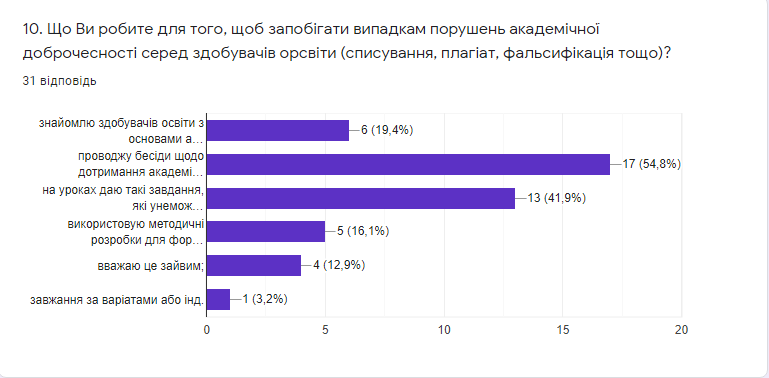 10. Що Ви робите для того, щоб запобігати випадкам порушень академічної
доброчесності серед здобувачів орсвіти (списування, плагіат, фальсифікація тощо)?
31 відповідь
знайомлю здобувачів освіти з
основами а…
6 (19,4%)
проводжу бесіди щодо
дотримання академі…
17 (54,8%)
на уроках даю такі завдання,
які унемож…
13 (41,9%)
використовую методичні
розробки для фор…
5 (16,1%)
вважаю це зайвим;
4 (12,9%)
завжання за варіатами або інд.
1 (3,2%)
0 5 10 15 20